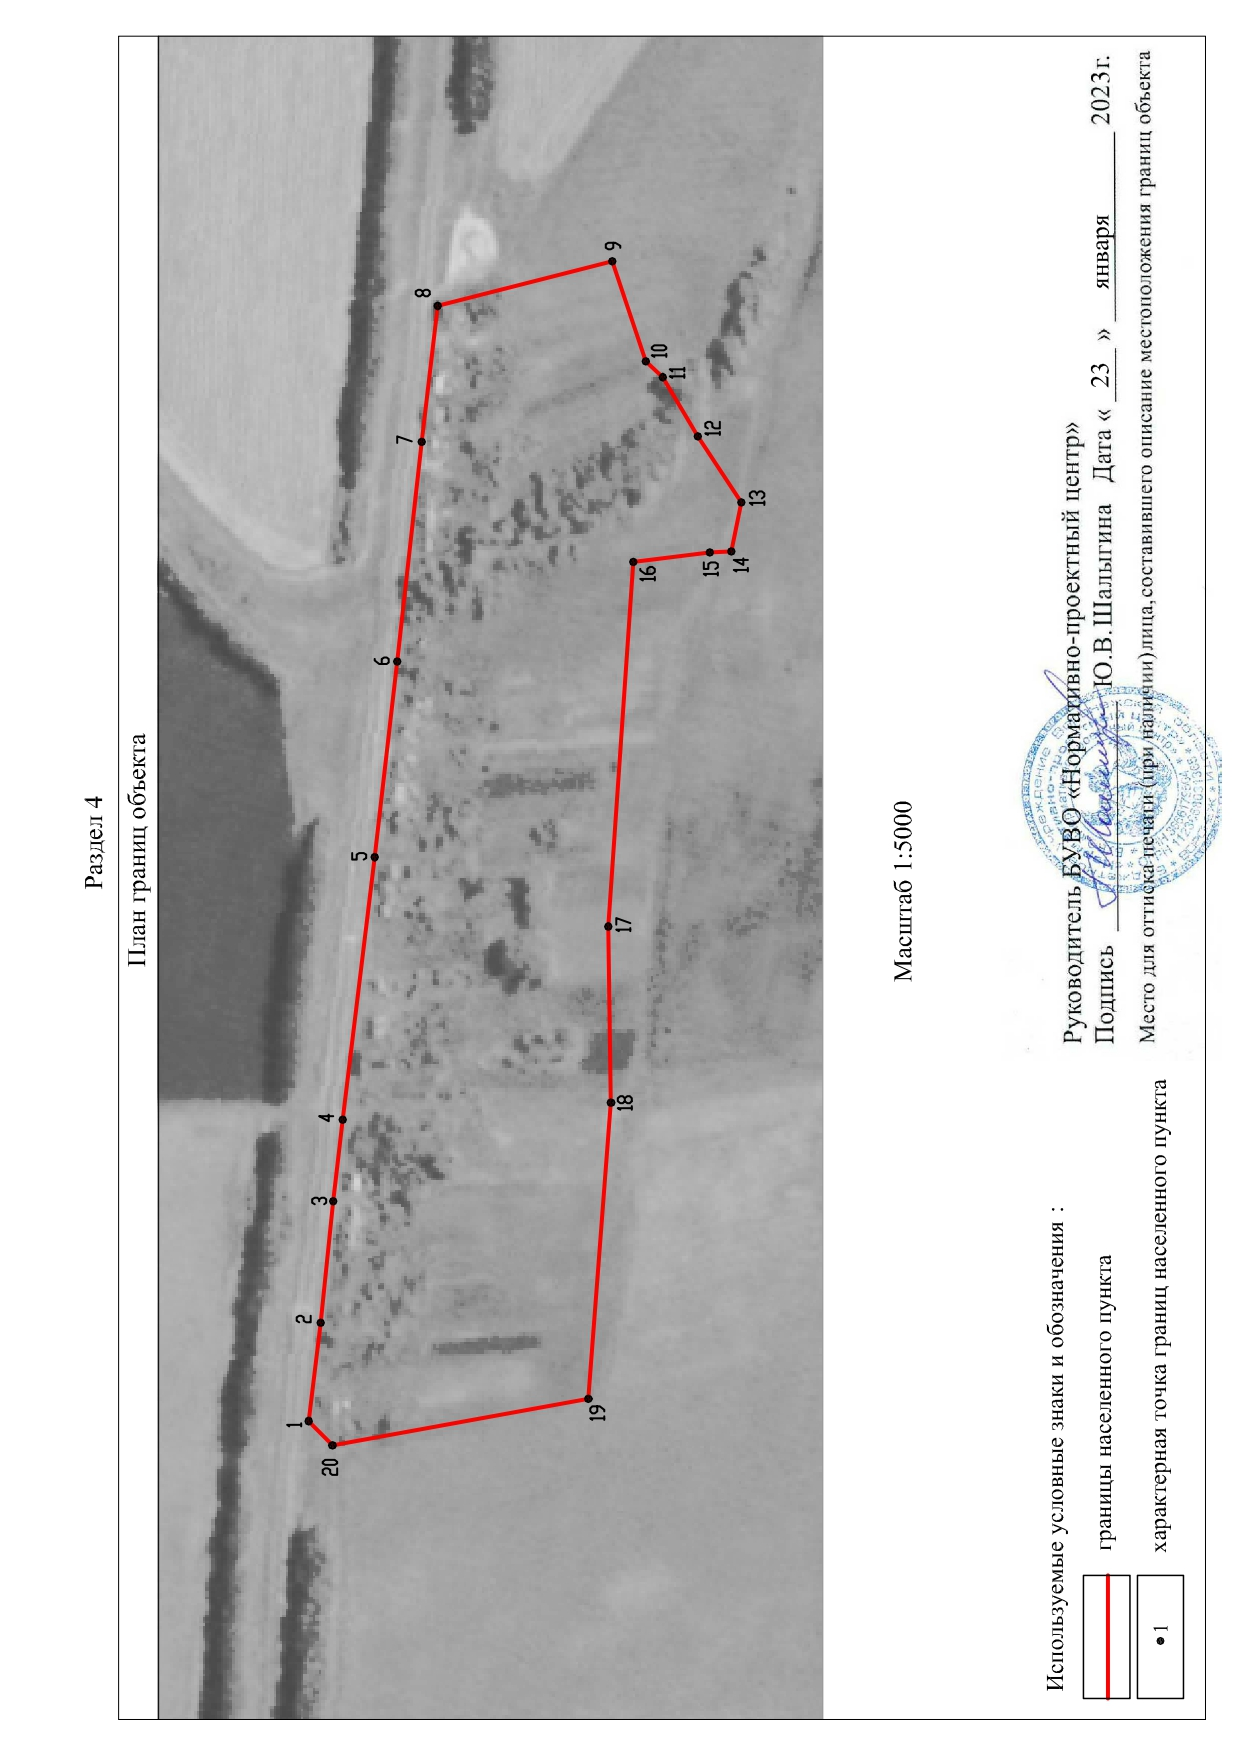 Раздел 4
План границ объекта
1
2
3
4
5
6
7
8
9
10
11
12
13
14
15
16
17
18
19
20
Масштаб 1:5000
Используемые условные знаки и обозначения :
границы населенного пункта
•1
характерная точка границ населенного пункта
Руководитель БУВО «Нормативно-проектный центр»
Подпись Ю.В.Шалыгина Дата « 23 » января 2023г.
Место для оттиска печати (при наличии)лица,составившего описание местоположения границ объекта